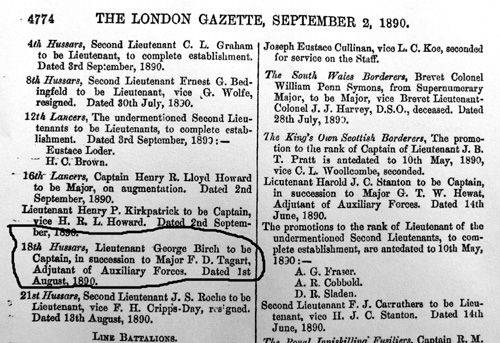 4774 THE LONDON GAZETTE, SEPTEMBER 2, 1890.
4th Hussars, Second Lieutenant C. L. Graham
to be Lieutenant, to complete establishment.
Dated 3rd September, 1890.
8th Hussars, Second Lieutenant Ernest G. Bed-
ingfeld to be Lieutenant, vice G. Wolfe,
resigned. Dated 30th July, 1890.
12th Lancers, The undermentioned Second Lieu-
tenants to be Lieutenants, to complete estab-
lishment. Dated 3rd September, 1890:—
Eustace Loder.
H. C. Brown.
16th Lancers, Captain Henry R. Lloyd Howard
to be Major, on augmentation. Dated 2nd
September, 1890.
Lieutenant Henry P. Kirkpatrick to be Captain,
vice H. R. L. Howard. Dated 2nd Septem-
ber, 1890.
18th Hussars, Lieutenant George Birch to be
Captain, in succession to Major F. D. Tagart,
Adjutant of Auxiliary Forces. Dated 1st
August, 1890.
21st Hussars, Second Lieutenant J. S. Roche to be
Lieutenant, vice F. H. Cripps-Day, resigned.
Dated 13th August, 1890.
LINE BATTALIONS.
Joseph Eustace Cullinan, vice C. L. Koe, seconded
for service on the Staff.
The South Wales Borderers, Brevet Colonel
William Penn Symons, from Supernumerary
Major, to be Major, vice Brevet Lieutenant-
Colonel J. J. Harvey, D.S.O., deceased. Dated
28th July, 1890.
The King's Own Scottish Borderers, The promo-
tion to the rank of Captain of Lieutenant J. B.
T. Pratt is antedated to 10th May, 1890,
vice C. L. Woollcombe, seconded.
Lieutenant Harold J. C. Stanton to be Captain,
in succession to Major G. T. W. Hewat,
Adjutant of Auxiliary Forces. Dated 14th
June, 1890.
The promotions to the rank of Lieutenant of the
undermentioned Second Lieutenants, to com-
plete establishment, are antedated to 10th May,
1890:—
A. G. Fraser.
A. R. Cobbold.
D. R. Sladen.
Second Lieutenant F. J. Carruthers to be Lieu-
tenant, vice H. J. C. Stanton. Dated 14th
June, 1890.
The Royal Inniskilling Fusiliers, Captain R. M.